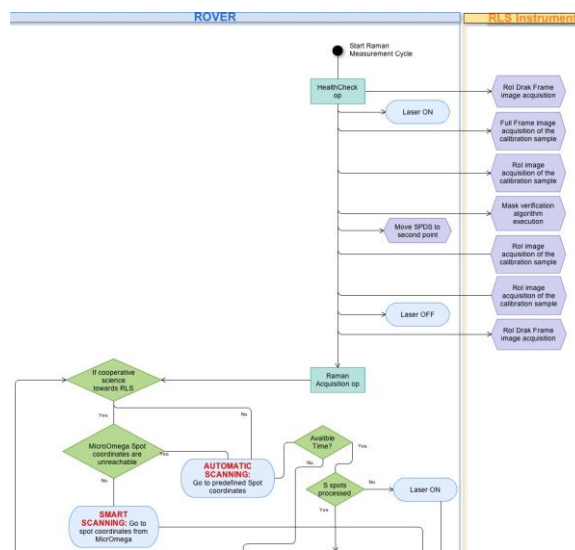 ROVER
RLS Instrument
Start Raman
Measurement Cycle
HealthCheck
op
RoI Drak Frame
image acquisition
Laser ON
Full Frame image
acquisition of the
calibration sample
RoI image
acquisition of the
calibration sample
Mask verification
algorithm
execution
Move SPDS to
second point
RoI image
acquisition of the
calibration sample
RoI image
acquisition of the
calibration sample
Laser OFF
RoI Drak Frame
image acquisition
Raman
Acquisition op
If cooperative
science
towards RLS
Yes
No
MicrOmega Spot
coordinates are
unreachable
Yes
No
AUTOMATIC
SCANNING:
Go to predefined Spot
coordinates
Avalible
Time?
Yes
No
S spots
processed
No
Yes
Laser ON
SMART
SCANNING: Go to
spot coordinates from
MicrOmega